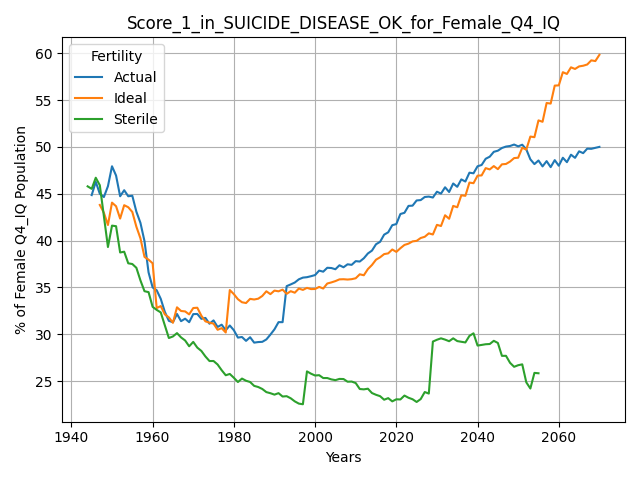 Score_1_in_SUICIDE_DISEASE_OK_for_Female_Q4_IQ
Fertility
Actual
Ideal
Sterile
% of Female Q4_IQ Population
60
55
50
45
40
35
30
25
1940
1960
1980
2000
2020
2040
2060
Years